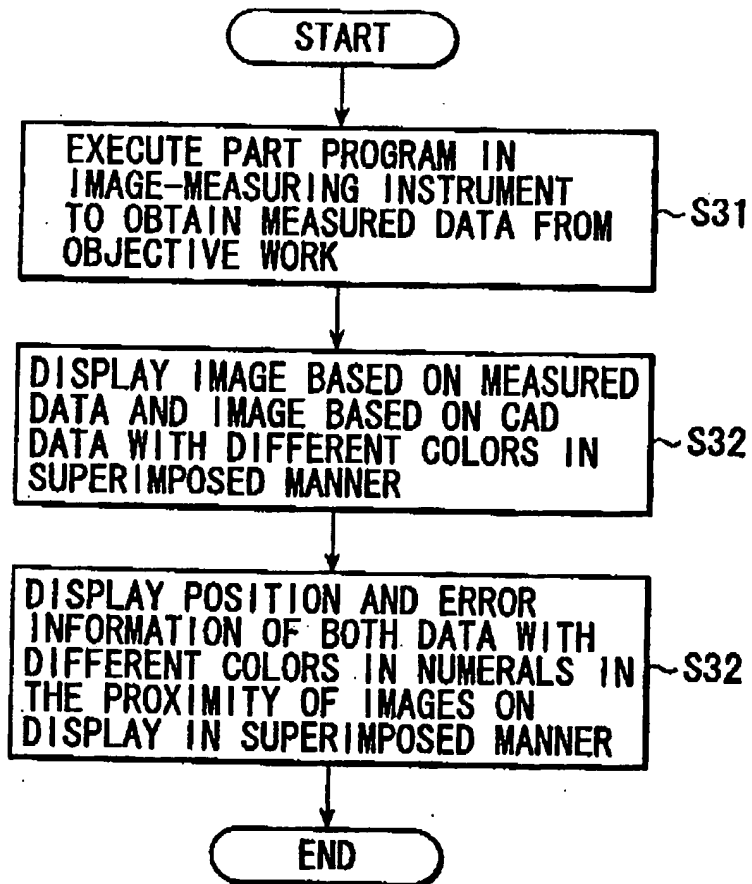 START
EXECUTE PART PROGRAM IN
IMAGE-MEASURING INSTRUMENT
TO OBTAIN MEASURED DATA FROM
OBJECTIVE WORK
~S31
DISPLAY IMAGE BASED ON MEASURED
DATA AND IMAGE BASED ON CAD
DATA WITH DIFFERENT COLORS IN
SUPERIMPOSED MANNER
~S32
DISPLAY POSITION AND ERROR
INFORMATION OF BOTH DATA WITH
DIFFERENT COLORS IN NUMERALS IN
THE PROXIMITY OF IMAGES ON
DISPLAY IN SUPERIMPOSED MANNER
~S32
END